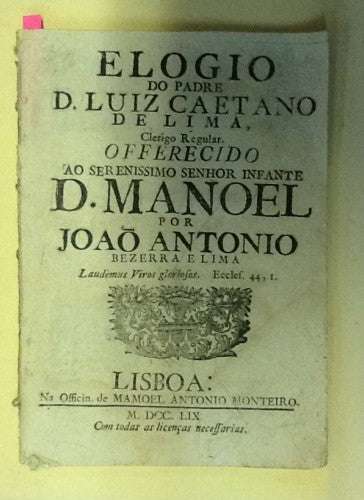 ELOGIO
DO PADRE
D. LUIZ CAETANO
DE LIMA,
Clerigo Regular.
OFFERECIDO
AO SERENISSIMO SENHOR INFANTE
D. MANOEL
POR
JOAÕ ANTONIO
BEZERRA E LIMA
Laudemus Viros gloriosos. Eccles. 44, 1.
LISBOA:
Na Officin. de MAMOEL ANTONIO MONTEIRO.
M. DCC. LIX.
Com todas as licenças necessarias.